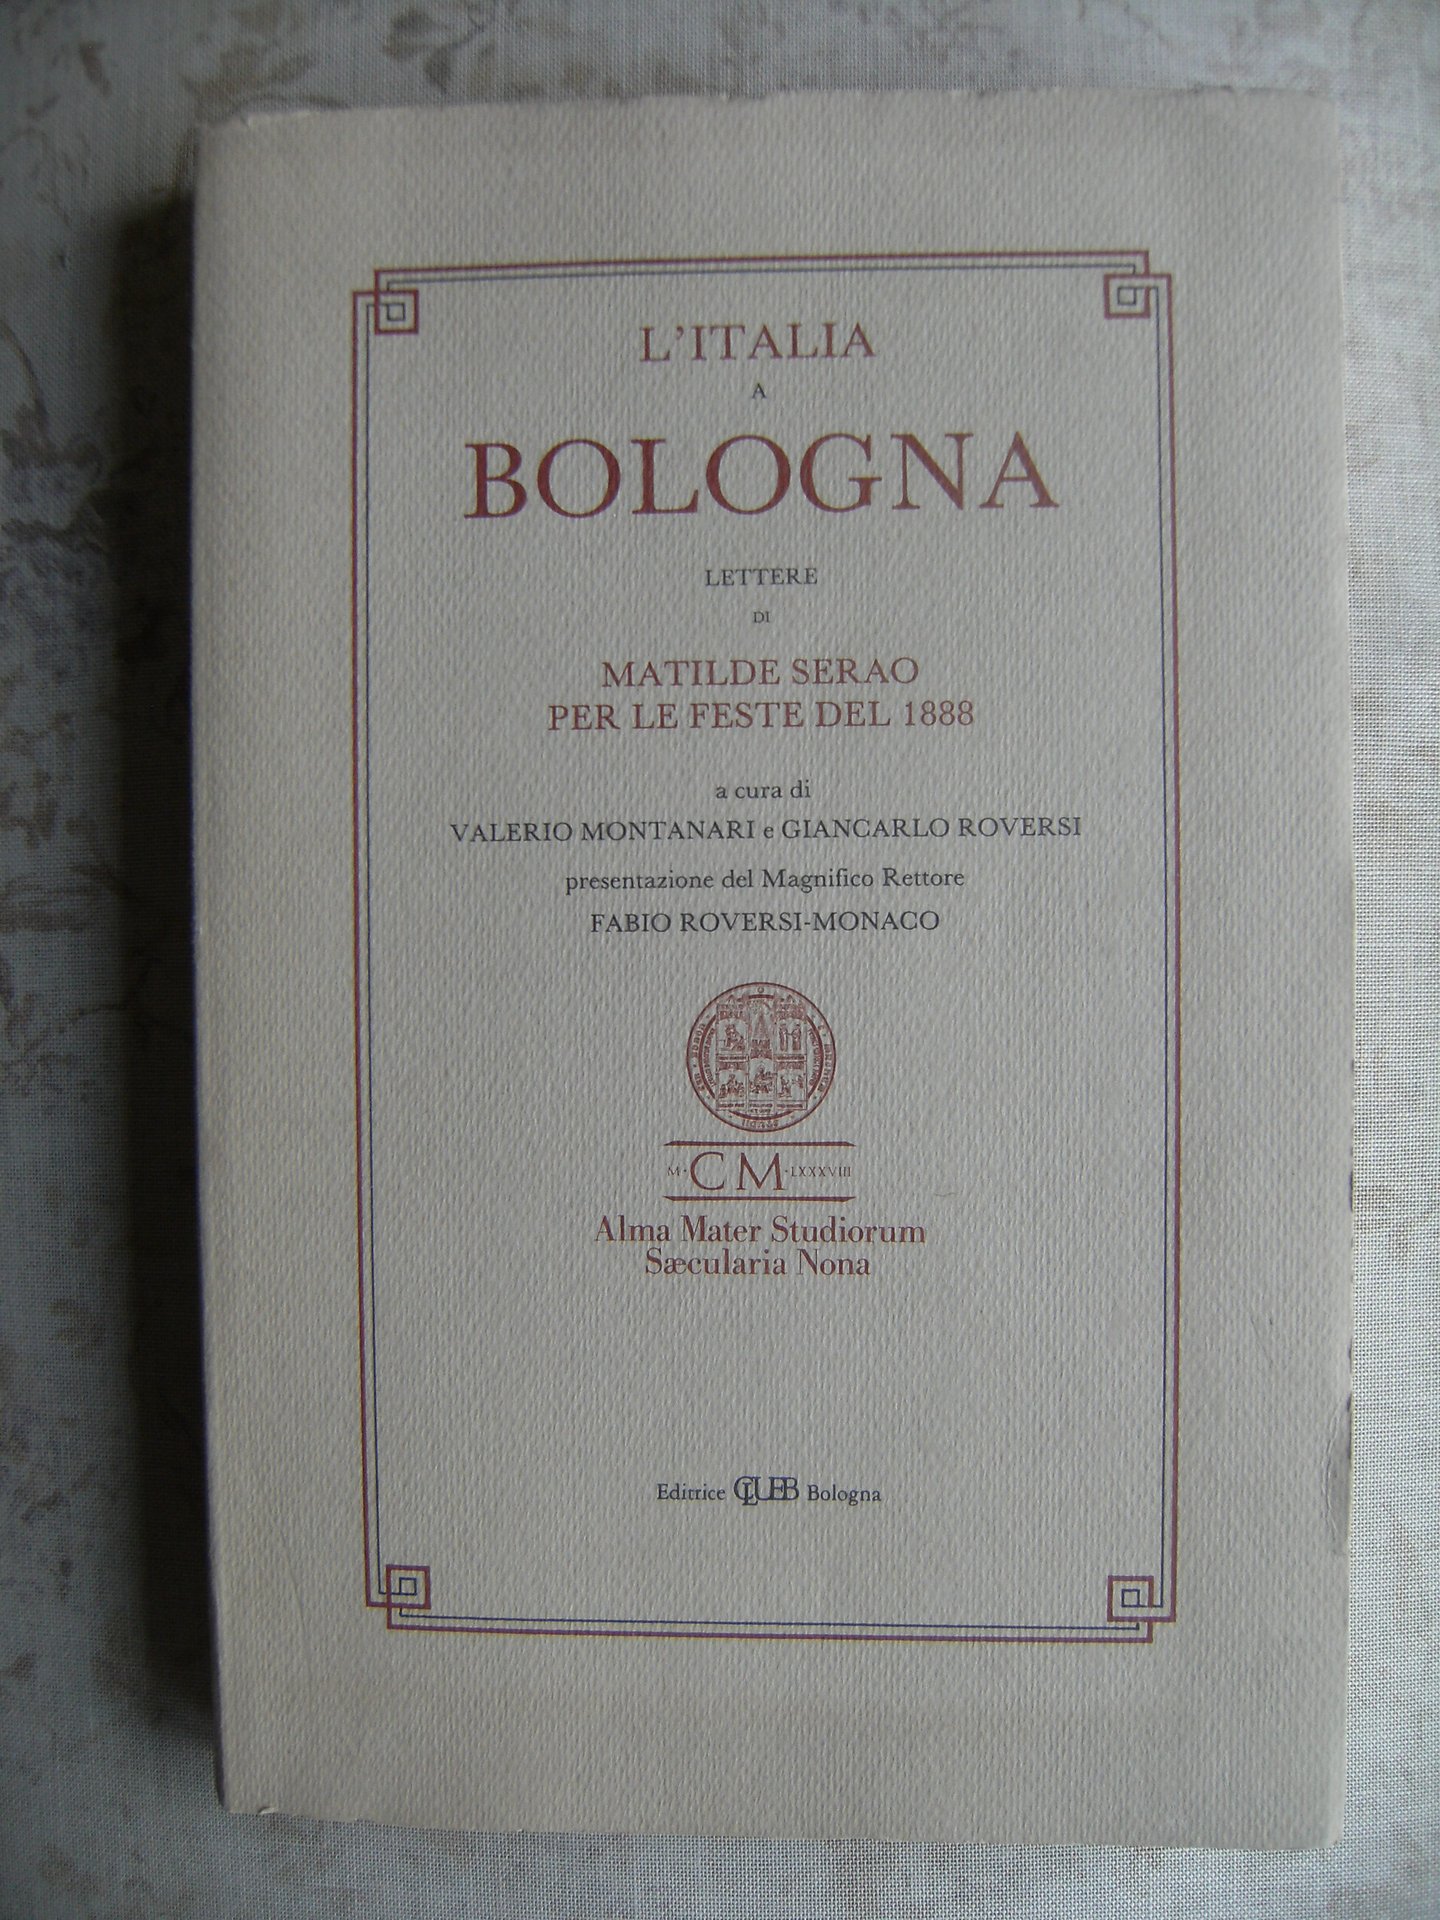 L'ITALIA
A
BOLOGNA
LETTERE
DI
MATILDE SERAO
PER LE FESTE DEL 1888
a cura di
VALERIO MONTANARI e GIANCARLO ROVERSI
presentazione del Magnifico Rettore
FABIO ROVERSI-MONACO
M·CM·LXXXVIII
Alma Mater Studiorum
Sæcularia Nona
Editrice CLUEB Bologna